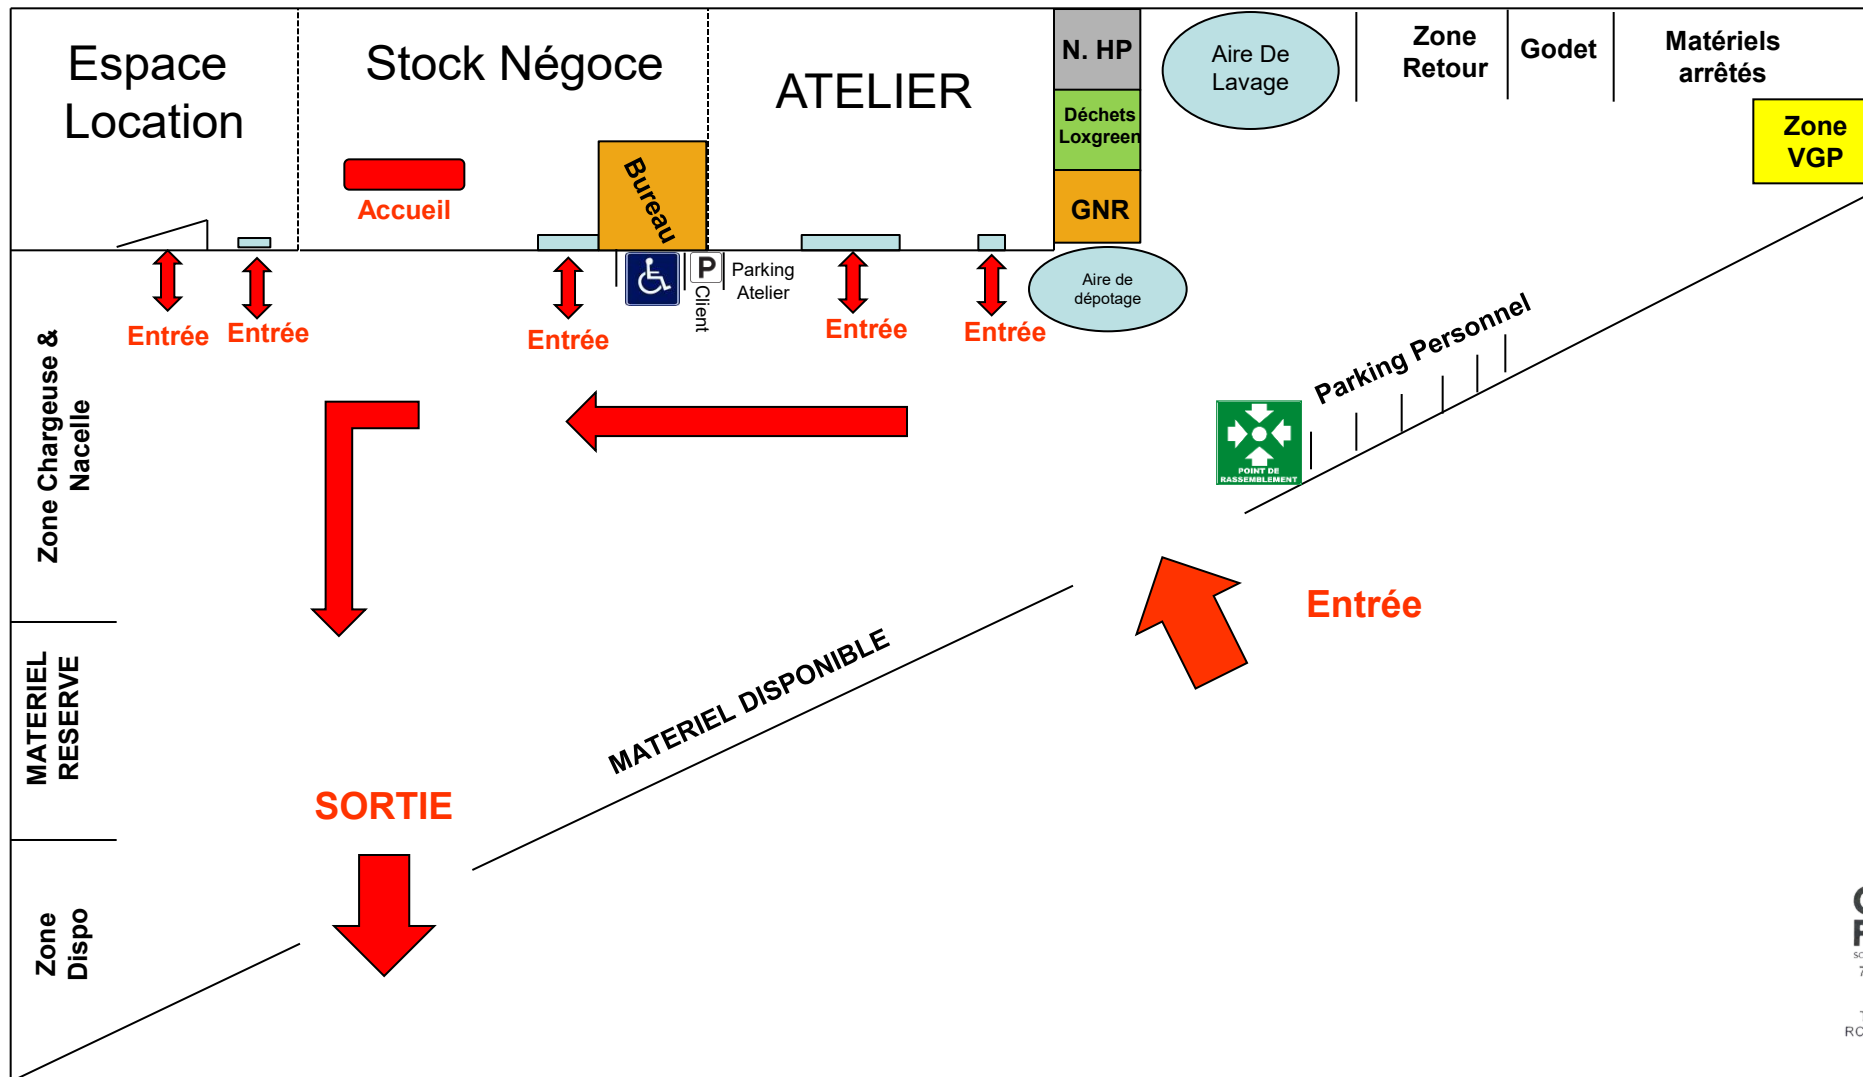 Espace
Location
Stock Négoce
ATELIER
N. HP
Déchets
Loxgreen
GNR
Aire De
Lavage
Zone
Retour
Godet
Matériels
arrêtés
Zone
VGP
Accueil
Bureau
P
Client
Parking
Atelier
Aire de
dépotage
Entrée
Entrée
Entrée
Entrée
Entrée
Zone Chargeuse &
Nacelle
Parking Personnel
POINT DE
RASSEMBLEMENT
Entrée
MATERIEL
RESERVE
MATERIEL DISPONIBLE
SORTIE
Zone
Dispo